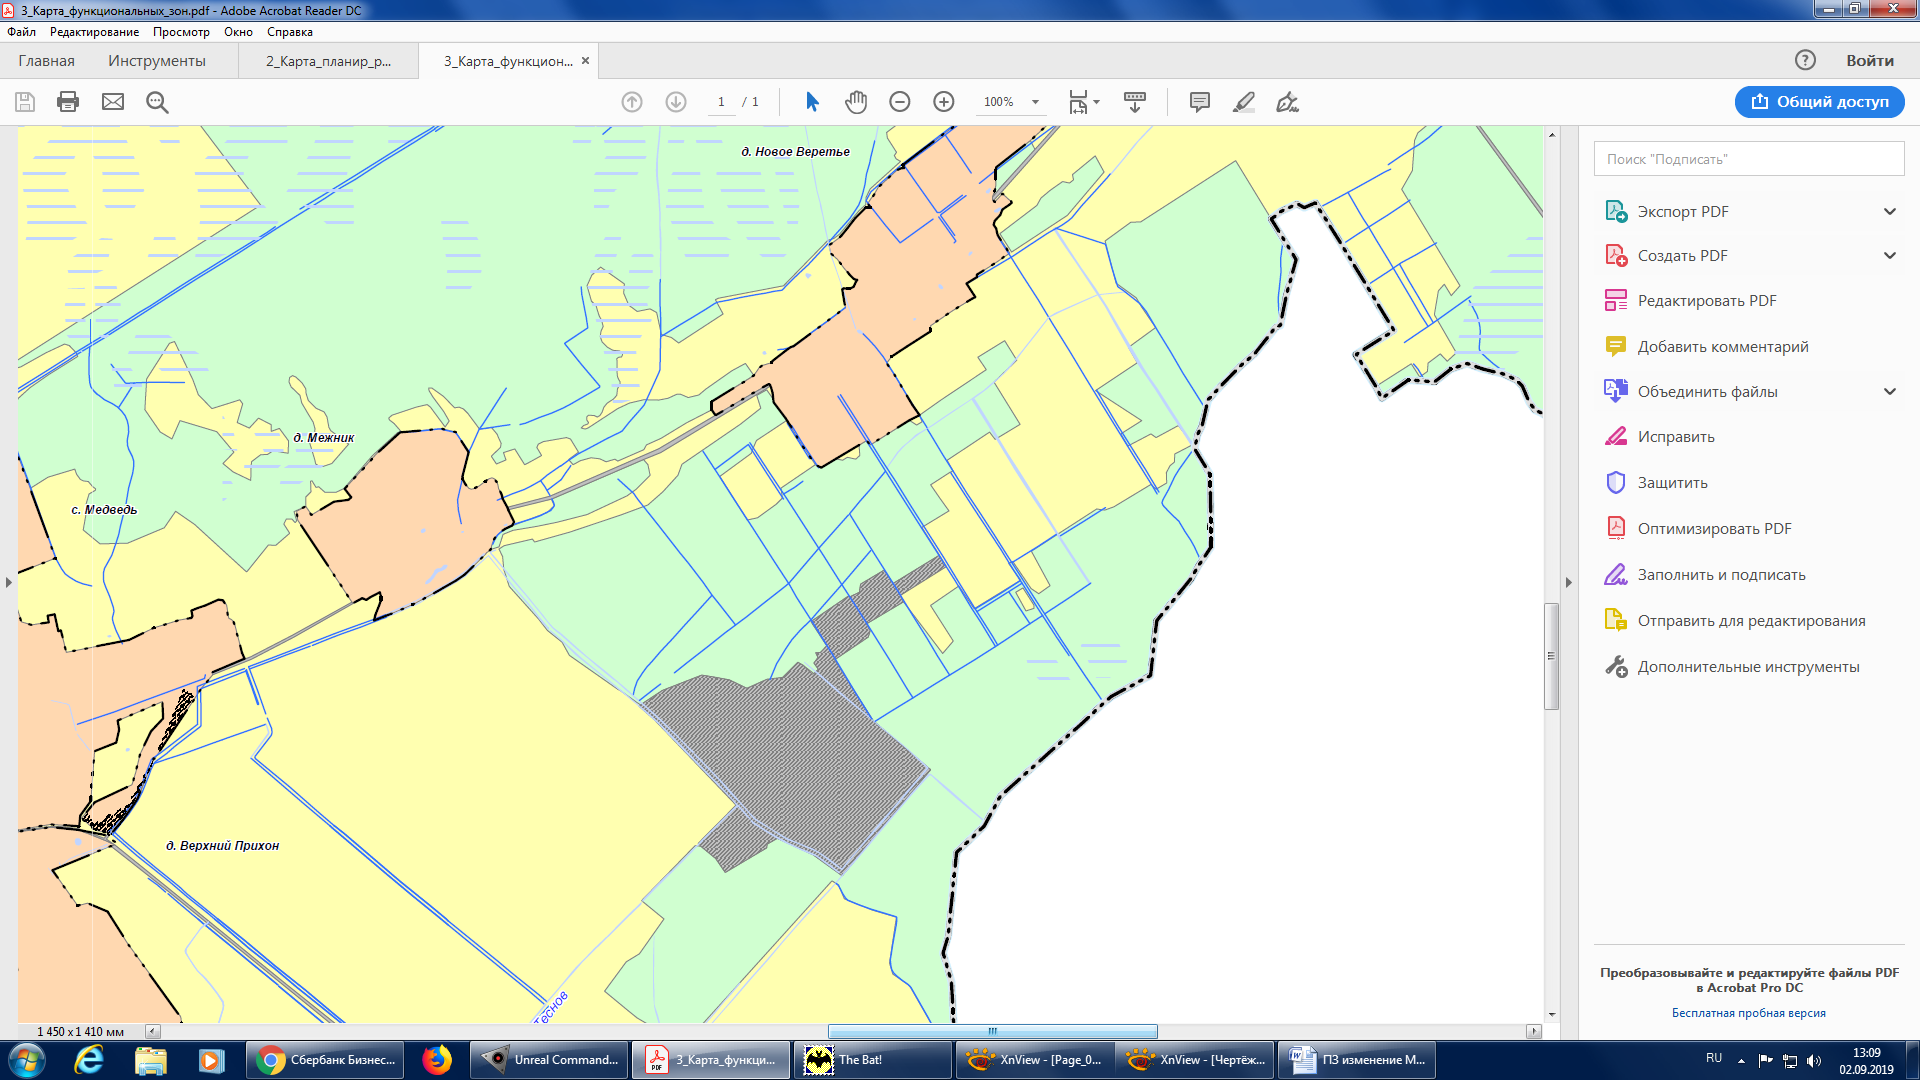 3_Карта_функциональных_зон.pdf - Adobe Acrobat Reader DC
Файл Редактирование Просмотр Окно Справка
Главная Инструменты 2_Карта_планир_р... 3_Карта_функцион... × Войти
1 / 1 100% Общий доступ
д. Новое Веретье
д. Межник
с. Медведь
д. Верхний Прихон
Теснов
Поиск "Подписать"
Экспорт PDF
Создать PDF
Редактировать PDF
Добавить комментарий
Объединить файлы
Исправить
Защитить
Оптимизировать PDF
Заполнить и подписать
Отправить для редактирования
Дополнительные инструменты
Преобразовывайте и редактируйте файлы PDF
в Acrobat Pro DC
Бесплатная пробная версия
1 450 x 1 410 мм
Сбербанк Бизнес... Unreal Command... 3_Карта_функци... The Bat! XnView - [Page_0... XnView - [Чертёж... ПЗ изменение М... RU 13:09
02.09.2019